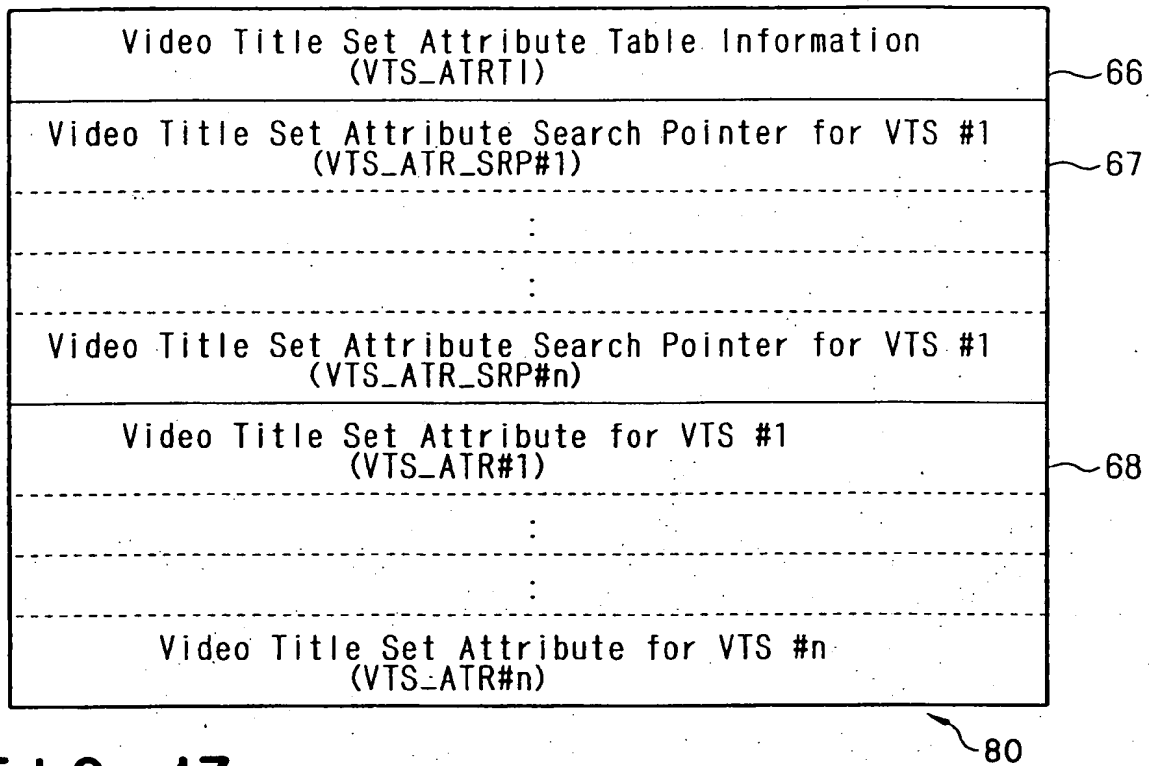 Video Title Set Attribute Table Information
(VTS_ATRTI)
66
Video Title Set Attribute Search Pointer for VTS #1
(VTS_ATR_SRP#1)
67
:
:
Video Title Set Attribute Search Pointer for VTS #1
(VTS_ATR_SRP#n)
Video Title Set Attribute for VTS #1
(VTS_ATR#1)
68
:
:
Video Title Set Attribute for VTS #n
(VTS_ATR#n)
80